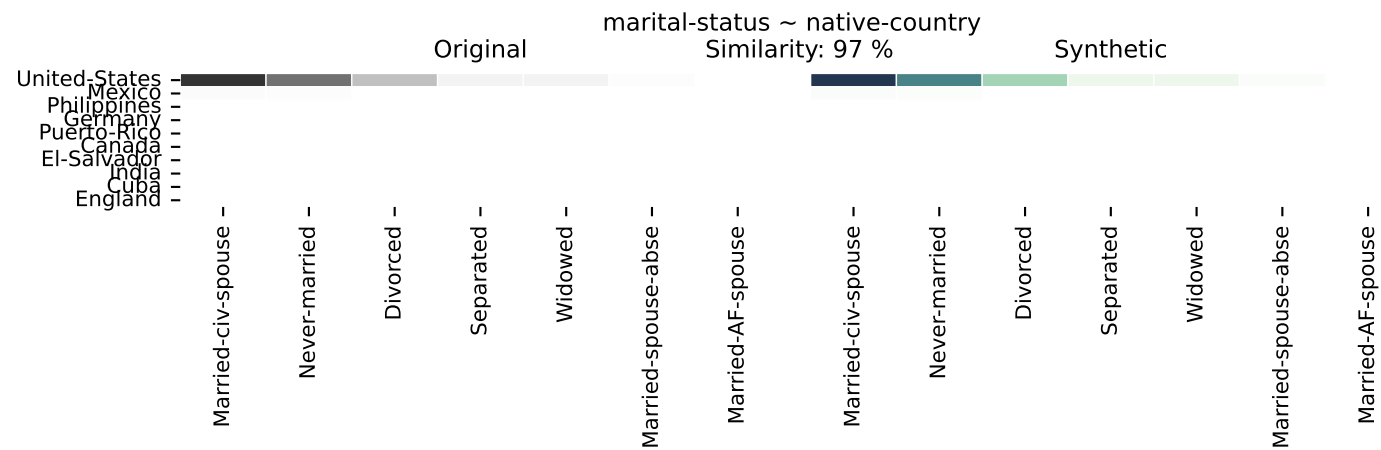 marital-status ~ native-country
Original
Similarity: 97 %
Synthetic
United-States
Mexico
Philippines
Germany
Puerto-Rico
Canada
El-Salvador
India
Cuba
England
Married-civ-spouse
Never-married
Divorced
Separated
Widowed
Married-spouse-abse
Married-AF-spouse
Married-civ-spouse
Never-married
Divorced
Separated
Widowed
Married-spouse-abse
Married-AF-spouse